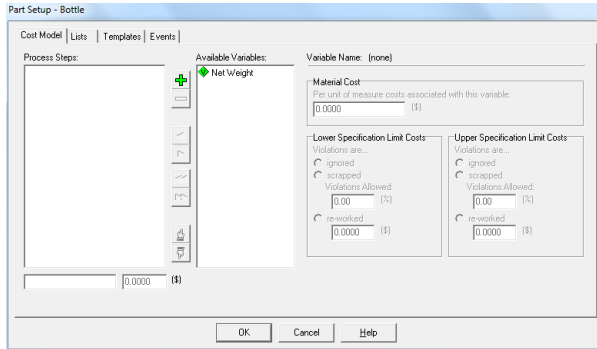 Part Setup - Bottle
Cost Model
Lists
Templates
Events
Process Steps:
Available Variables:
Net Weight
Variable Name: (none)
Material Cost
Per unit of measure costs associated with this variable:
0.0000 ($)
Lower Specification Limit Costs
Violations are...
ignored
scrapped
Violations Allowed:
0.00 (%)
re-worked
0.0000 ($)
Upper Specification Limit Costs
Violations are...
ignored
scrapped
Violations Allowed:
0.00 (%)
re-worked
0.0000 ($)
0.0000 ($)
OK
Cancel
Help